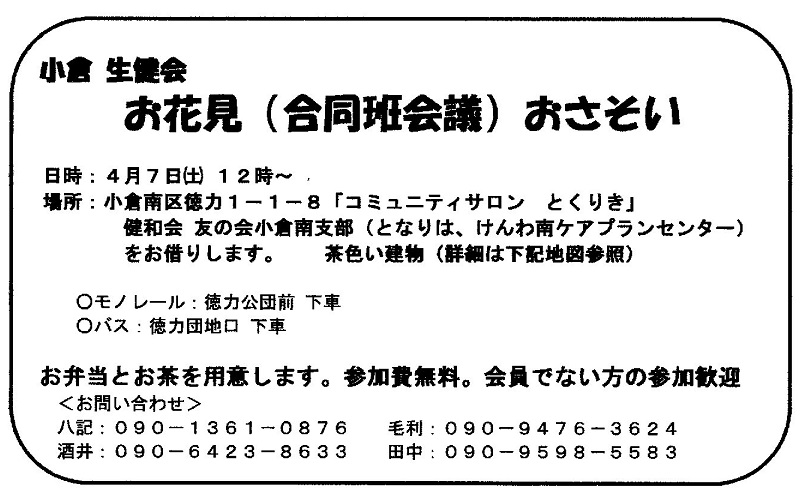 小倉 生健会
お花見（合同班会議）おさそい
日時：４月７日㈯ １２時～
場所：小倉南区徳力１－１－８「コミュニティサロン　とくりき」
健和会 友の会小倉南支部（となりは、けんわ南ケアプランセンター）
をお借りします。　　茶色い建物（詳細は下記地図参照）
〇モノレール：徳力公団前 下車
〇バス：徳力団地口 下車
お弁当とお茶を用意します。参加費無料。会員でない方の参加歓迎
＜お問い合わせ＞
八記：０９０－１３６１－０８７６　　毛利：０９０－９４７６－３６２４
酒井：０９０－６４２３－８６３３　　田中：０９０－９５９８－５５８３